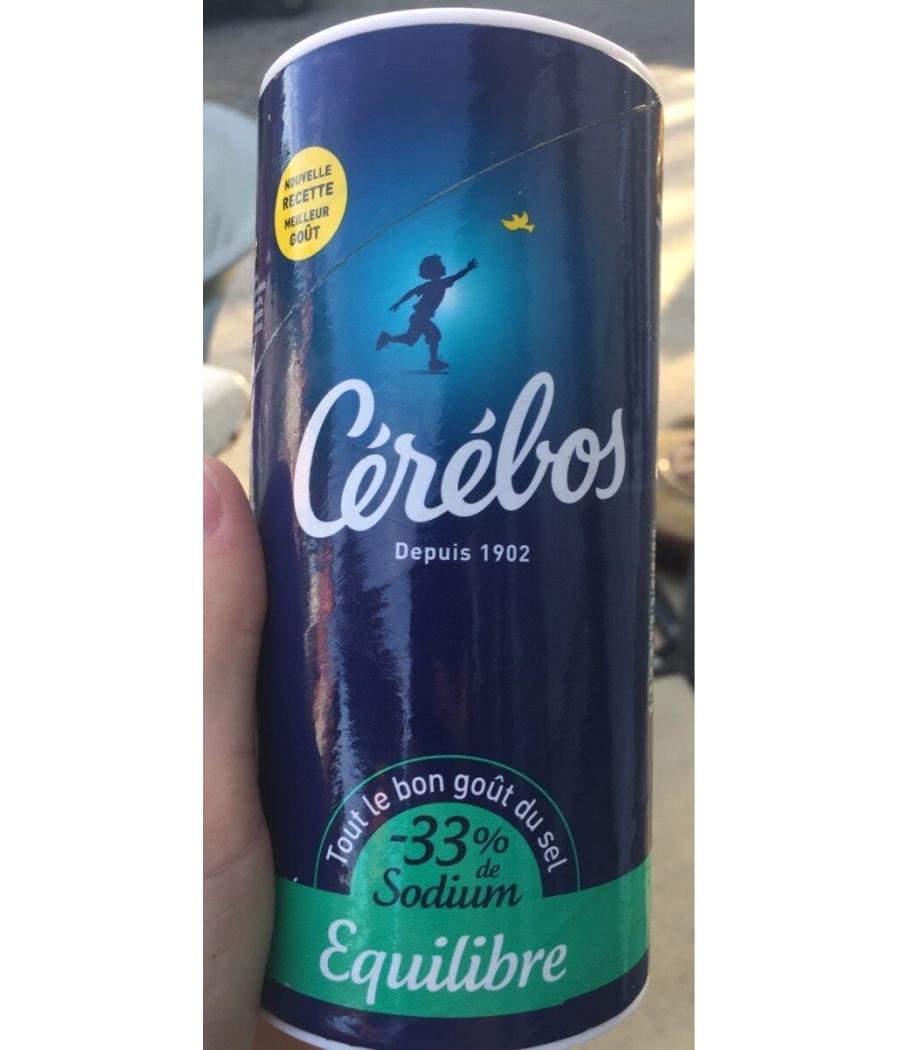 NOUVELLE
RECETTE
MEILLEUR
GOÛT
Cérébos
Depuis 1902
Tout le bon goût du sel
-33%
de
Sodium
Equilibre